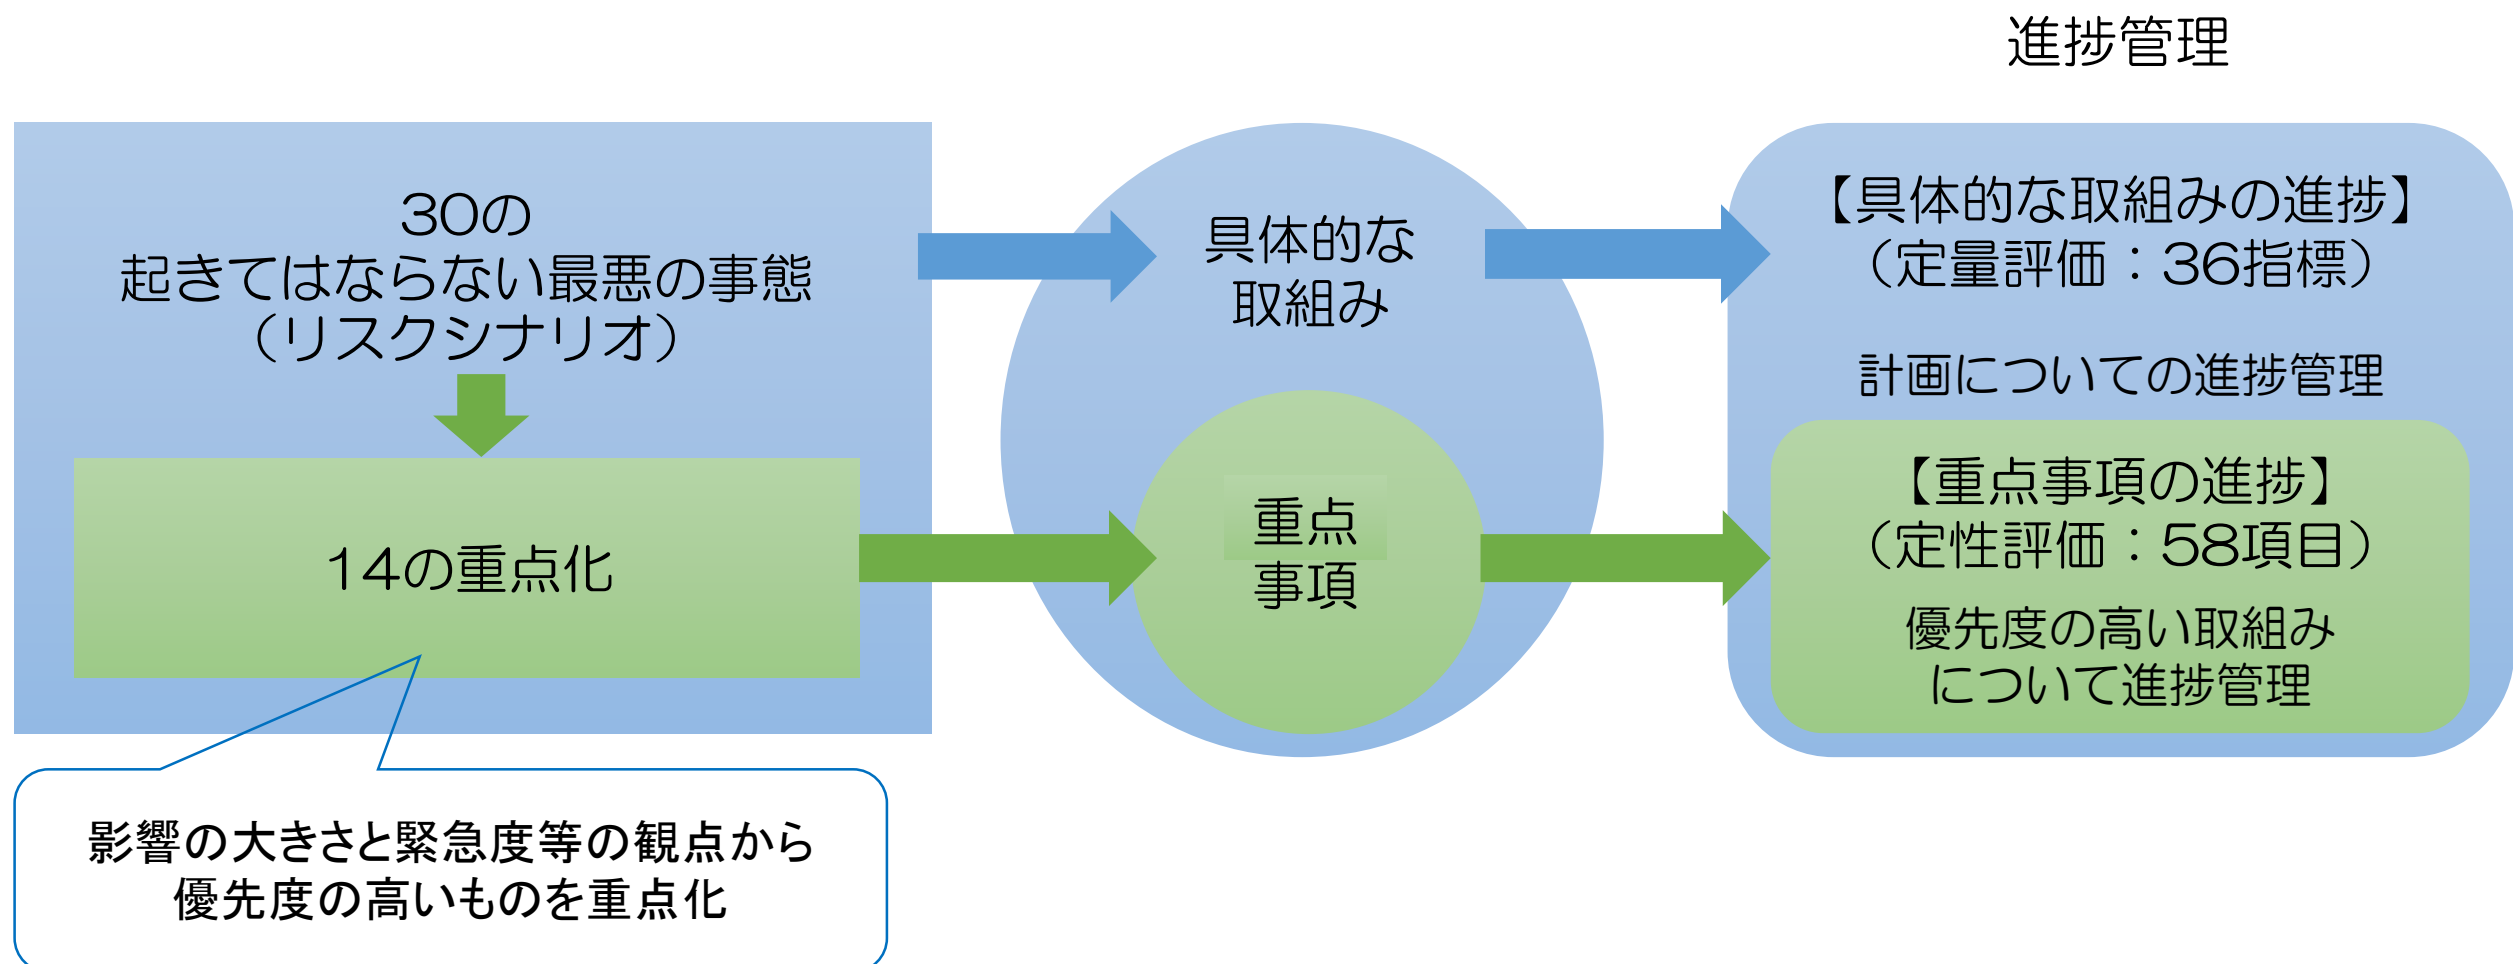 進捗管理
30の
起きてはならない最悪の事態
（リスクシナリオ）
14の重点化
影響の大きさと緊急度等の観点から
優先度の高いものを重点化
具体的な
取組み
重点
事項
【具体的な取組みの進捗】
（定量評価：36指標）
計画についての進捗管理
【重点事項の進捗】
（定性評価：58項目）
優先度の高い取組み
について進捗管理